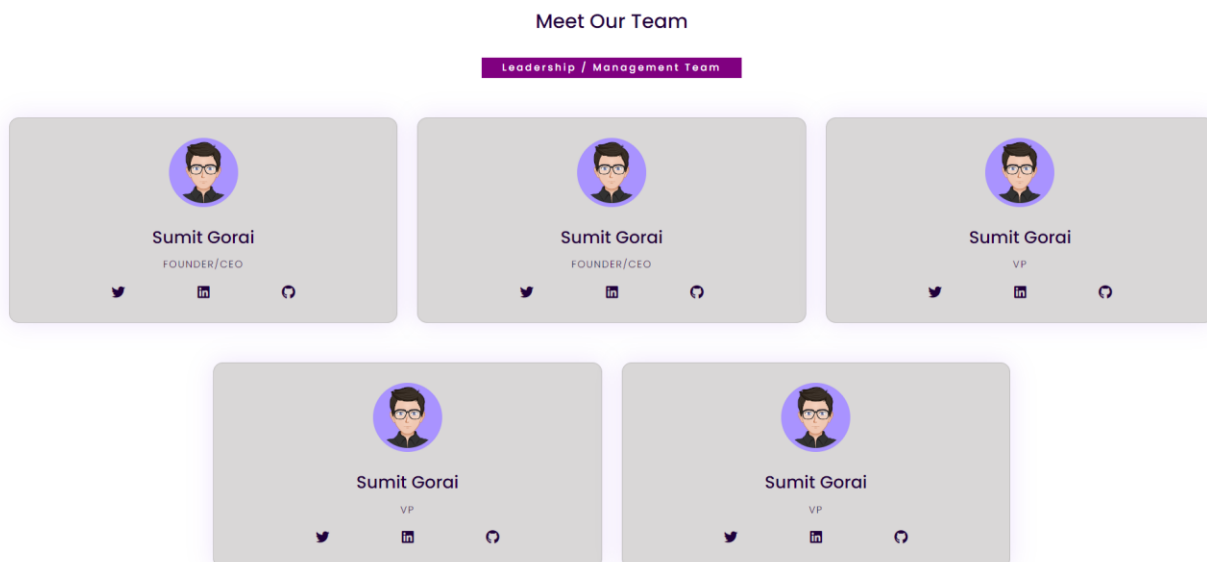 Meet Our Team
Leadership / Management Team
Sumit Gorai
FOUNDER/CEO
Sumit Gorai
FOUNDER/CEO
Sumit Gorai
VP
Sumit Gorai
VP
Sumit Gorai
VP